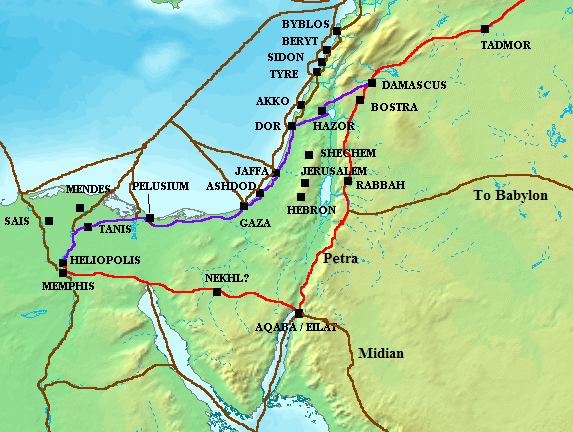 BYBLOS
BERYT
SIDON
TYRE
TADMOR
DAMASCUS
BOSTRA
AKKO
DOR
HAZOR
SHECHEM
JAFFA
JERUSALEM
ASHDOD
RABBAH
HEBRON
To Babylon
MENDES
PELUSIUM
SAIS
TANIS
GAZA
HELIOPOLIS
MEMPHIS
Petra
NEKHL?
AQABA / EILAT
Midian